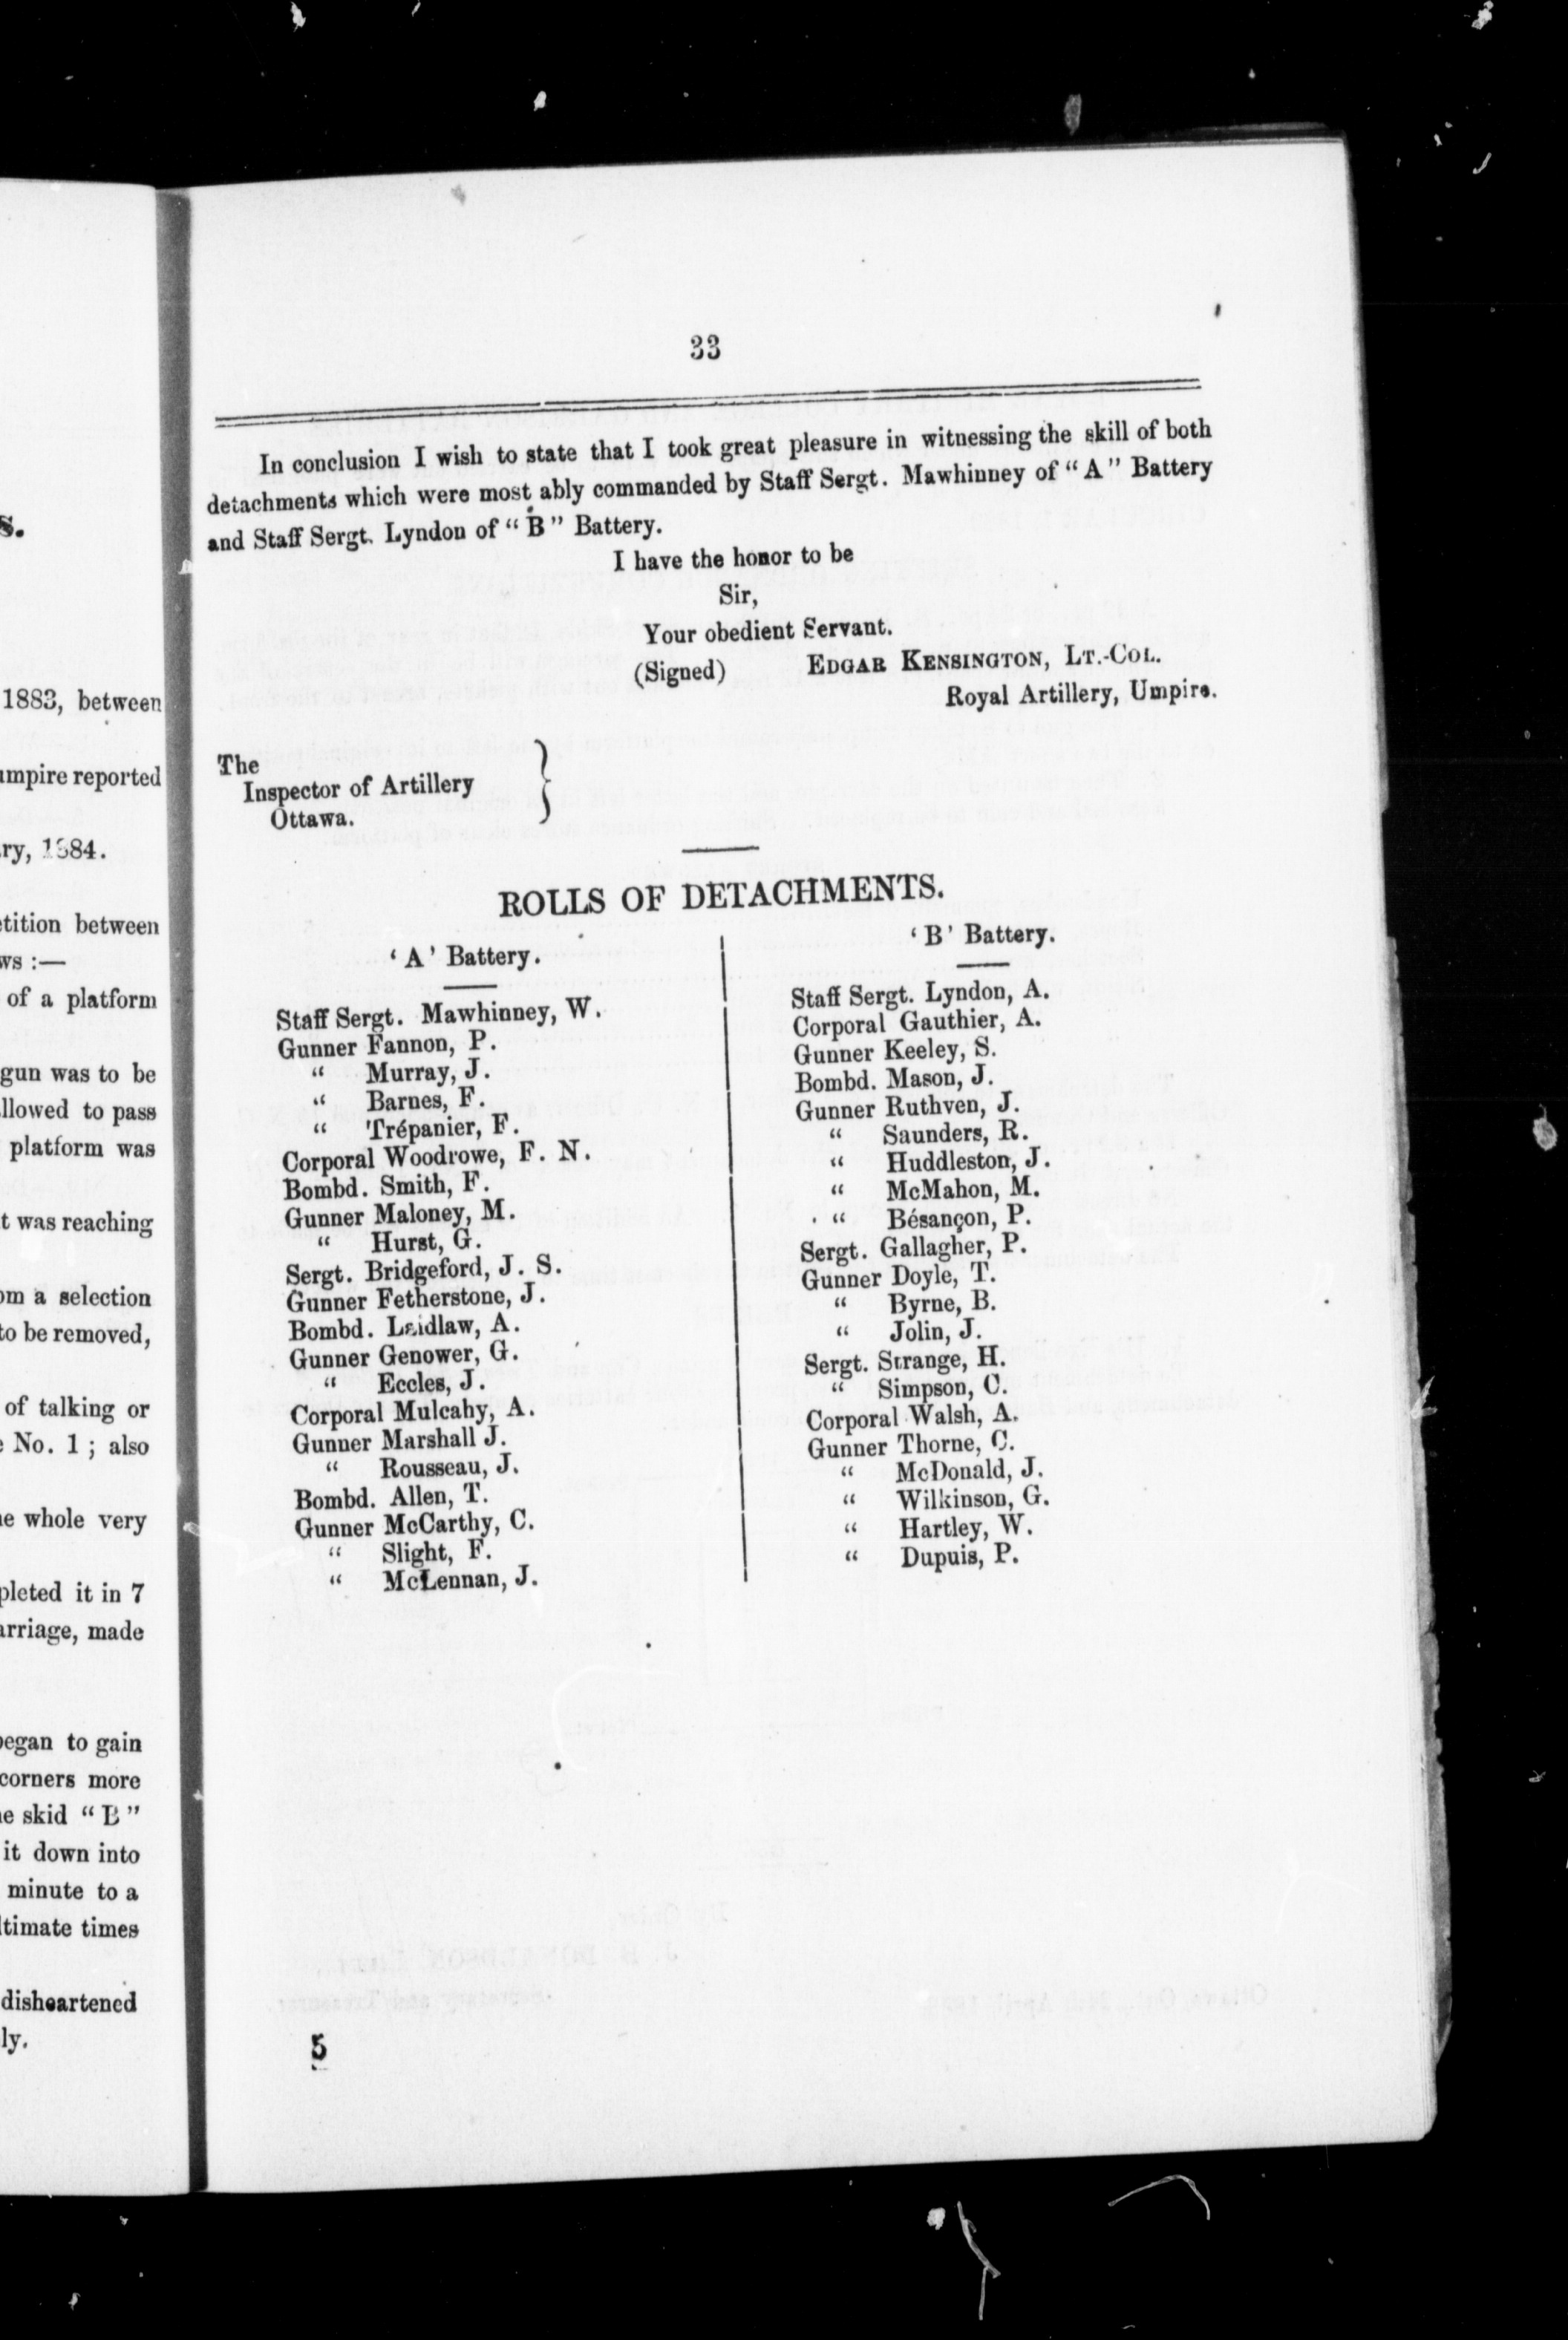 s.
1883, between
umpire reported
ry, 1884.
tition between
ws :—
of a platform
gun was to be
allowed to pass
platform was
t was reaching
om a selection
to be removed,
of talking or
No. 1 ; also
whole very
pleted it in 7
arriage, made
began to gain
corners more
skid “ B ”
it down into
minute to a
ltimate times
disheartened
ly.
33
In conclusion I wish to state that I took great pleasure in witnessing the skill of both
detachments which were most ably commanded by Staff Sergt. Mawhinney of “ A ” Battery
and Staff Sergt. Lyndon of “ B ” Battery.
I have the honor to be
Sir,
Your obedient Servant.
(Signed) EDGAR KENSINGTON, LT.-COL.
Royal Artillery, Umpire.
The
Inspector of Artillery }
Ottawa.
ROLLS OF DETACHMENTS.
‘ A ’ Battery.
Staff Sergt. Mawhinney, W.
Gunner Fannon, P.
“ Murray, J.
“ Barnes, F.
“ Trépanier, F.
Corporal Woodrowe, F. N.
Bombd. Smith, F.
Gunner Maloney, M.
“ Hurst, G.
Sergt. Bridgeford, J. S.
Gunner Fetherstone, J.
Bombd. Laidlaw, A.
Gunner Genower, G.
“ Eccles, J.
Corporal Mulcahy, A.
Gunner Marshall J.
“ Rousseau, J.
Bombd. Allen, T.
Gunner McCarthy, C.
“ Slight, F.
“ McLennan, J.
‘ B ’ Battery.
Staff Sergt. Lyndon, A.
Corporal Gauthier, A.
Gunner Keeley, S.
Bombd. Mason, J.
Gunner Ruthven, J.
“ Saunders, R.
“ Huddleston, J.
“ McMahon, M.
“ Bésançon, P.
Sergt. Gallagher, P.
Gunner Doyle, T.
“ Byrne, B.
“ Jolin, J.
Sergt. Strange, H.
“ Simpson, C.
Corporal Walsh, A.
Gunner Thorne, C.
“ McDonald, J.
“ Wilkinson, G.
“ Hartley, W.
“ Dupuis, P.
5